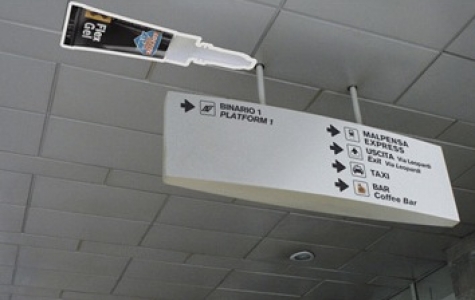 Flex
Gel
BINARIO 1
PLATFORM 1
MALPENSA
EXPRESS
USCITA Via Leopardi
Exit Via Leopardi
TAXI
BAR
Coffee Bar